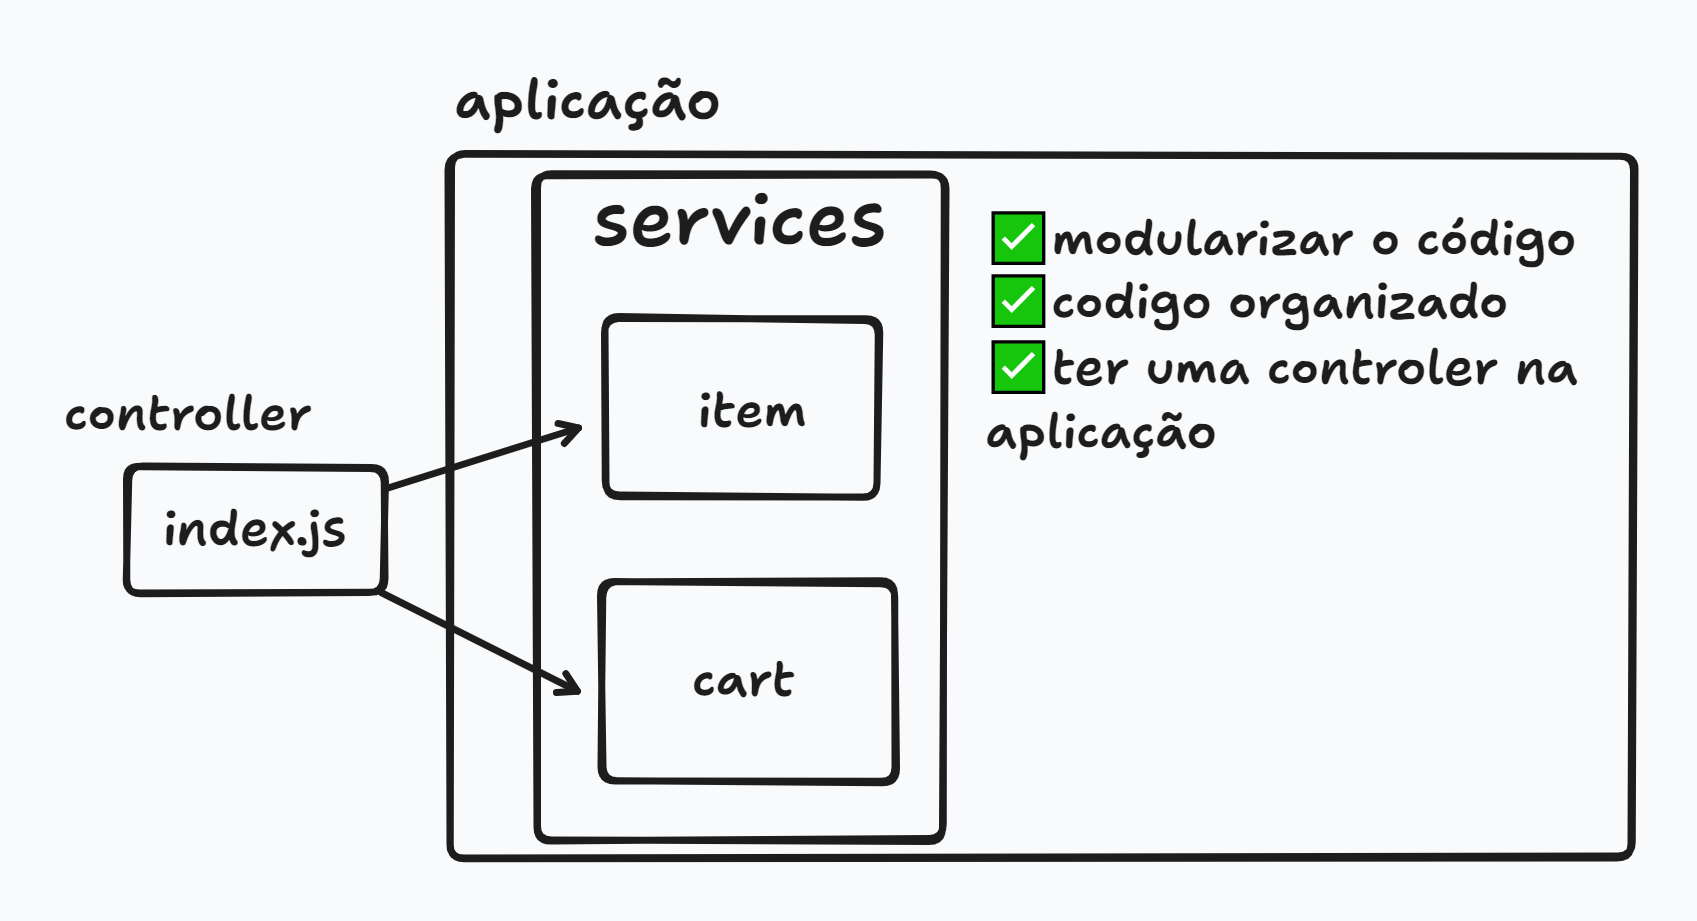 aplicação
services
modularizar o código
codigo organizado
ter uma controler na
aplicação
item
controller
index.js
cart